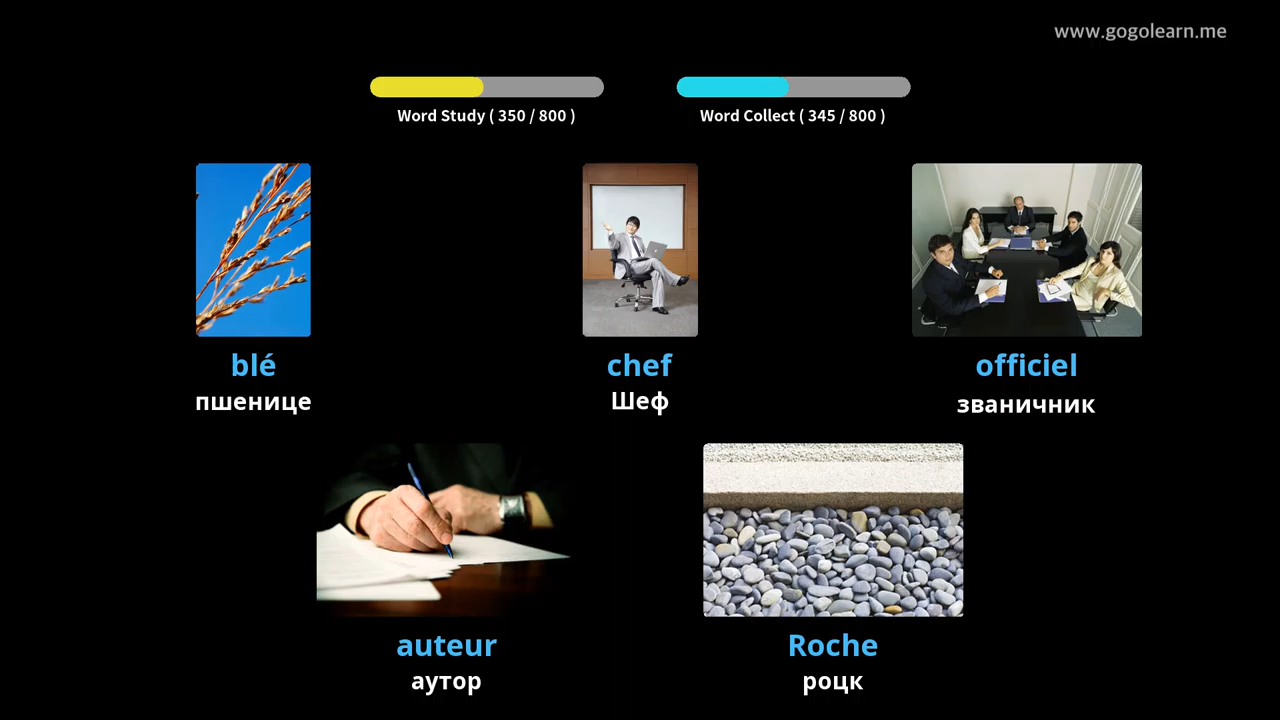 www.gogolearn.me
Word Study ( 350 / 800 )
Word Collect ( 345 / 800 )
blé
пшенице
chef
Шеф
officiel
званичник
auteur
аутор
Roche
роцк